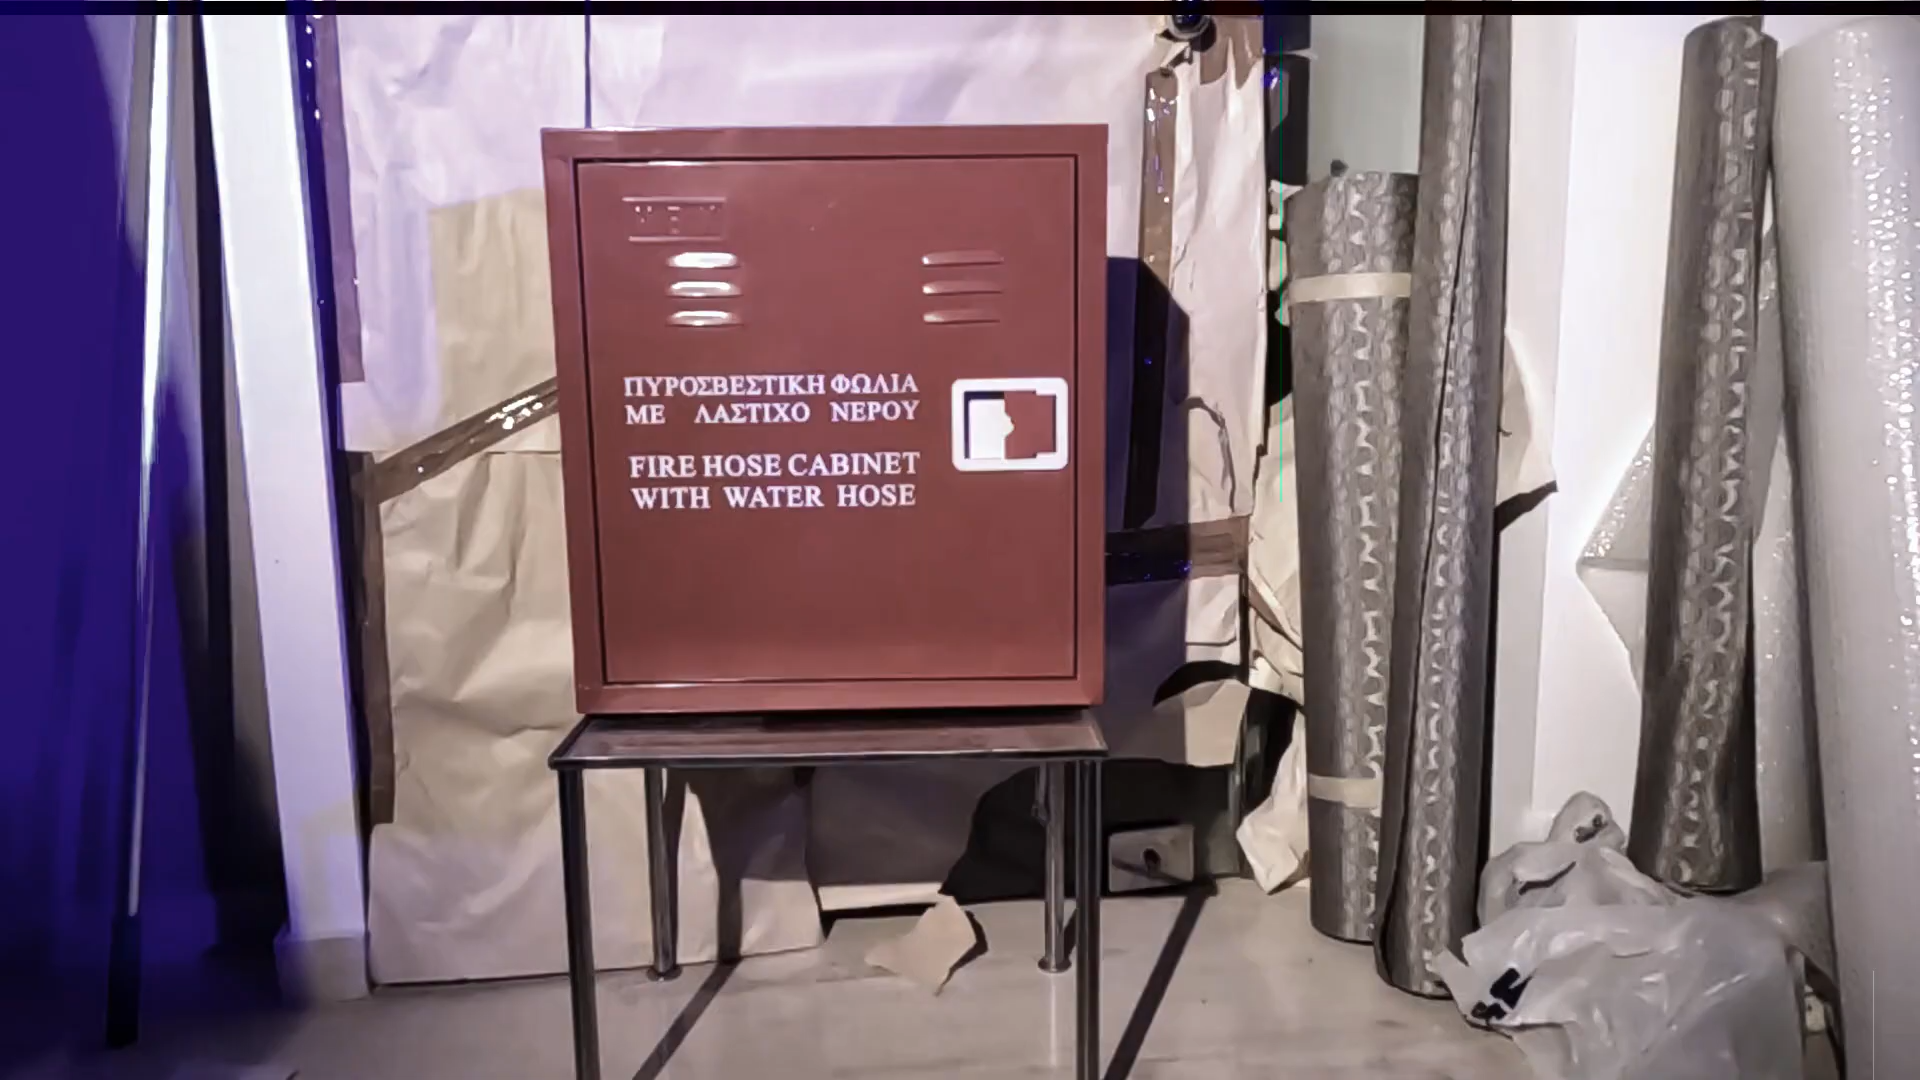 ΠΥΡΟΣΒΕΣΤΙΚΗ ΦΩΛΙΑ
ΜΕ ΛΑΣΤΙΧΟ ΝΕΡΟΥ
FIRE HOSE CABINET
WITH WATER HOSE